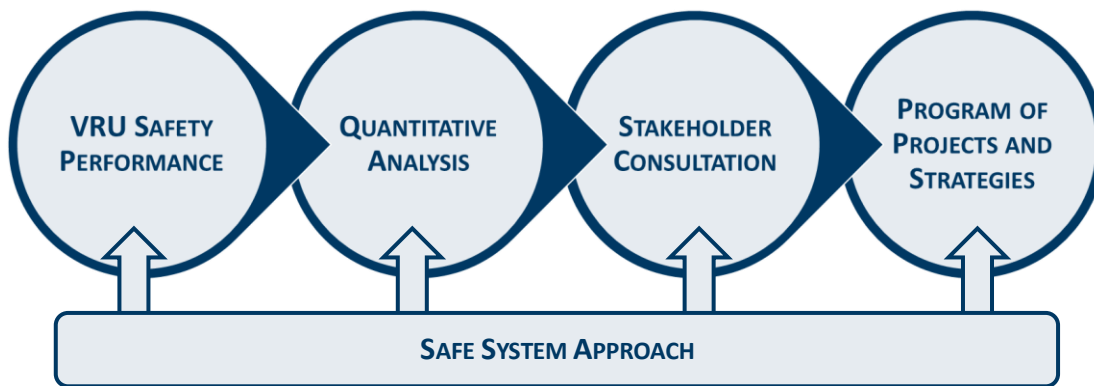 VRU SAFETY
PERFORMANCE
QUANTITATIVE
ANALYSIS
STAKEHOLDER
CONSULTATION
PROGRAM OF
PROJECTS AND
STRATEGIES
SAFE SYSTEM APPROACH